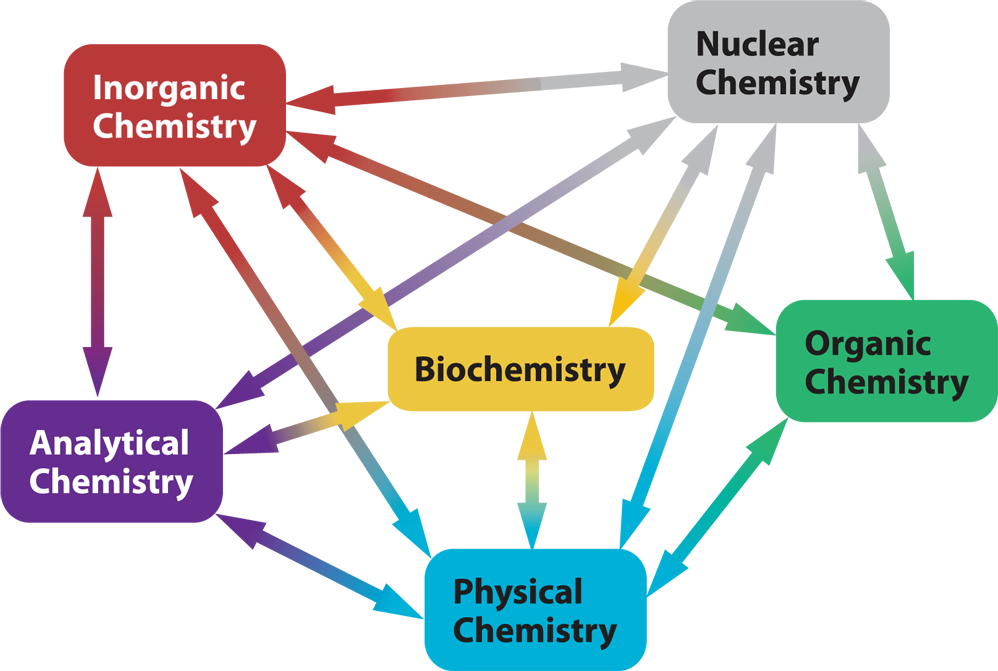 Nuclear
Chemistry
Inorganic
Chemistry
Organic
Chemistry
Biochemistry
Analytical
Chemistry
Physical
Chemistry